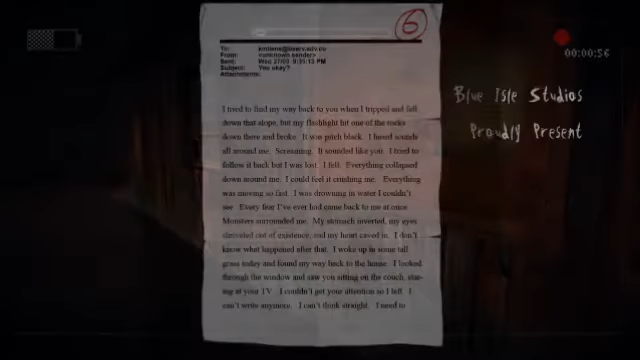 6
To:
From: <unknown sender>
Sent:
Subject: You okay?
Attachments:
00:00:56
Blue Isle Studios
Proudly Present
I tried to find my way back to you when I tripped and fell
down that slope, but my flashlight hit one of the rocks
down there and broke. It was pitch black. I heard sounds
all around me. Screaming. It sounded like you. I tried to
follow it back but I was lost. I fell. Everything collapsed
down around me. I could feel it crushing me. Everything
was moving so fast. I was drowning in water I couldn't
see. Every fear I've ever had came back to me at once.
Monsters surrounded me. My stomach inverted, my eyes
out of existence, and my heart caved in. I don't
know what happened after that. I woke up in some tall
grass today and found my way back to the house. I looked
through the window and saw you sitting on the couch, star-
ing at your TV. I couldn't get your attention so I left. I
can't write anymore. I can't think straight. I need to